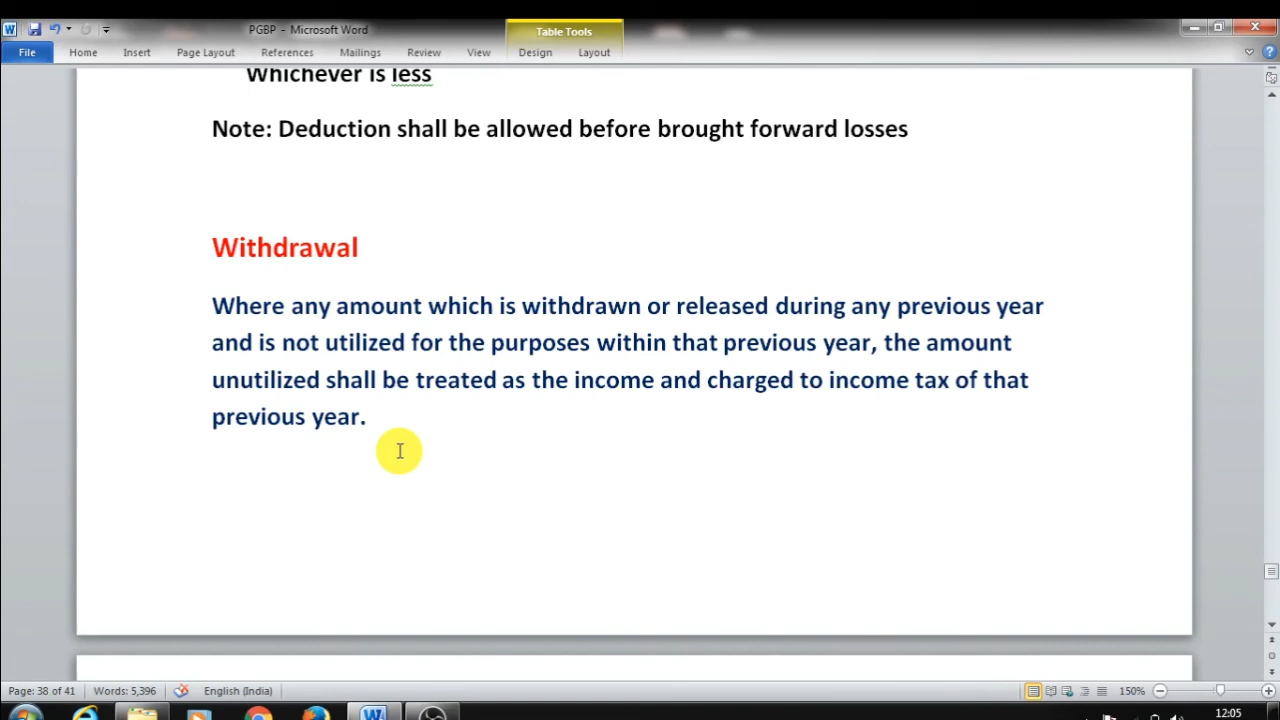 PGBP - Microsoft Word
Table Tools
File Home Insert Page Layout References Mailings Review View Design Layout
Whichever is less
Note: Deduction shall be allowed before brought forward losses
Withdrawal
Where any amount which is withdrawn or released during any previous year
and is not utilized for the purposes within that previous year, the amount
unutilized shall be treated as the income and charged to income tax of that
previous year.
Page: 38 of 41 Words: 5,396 English (India) 150%
12:05